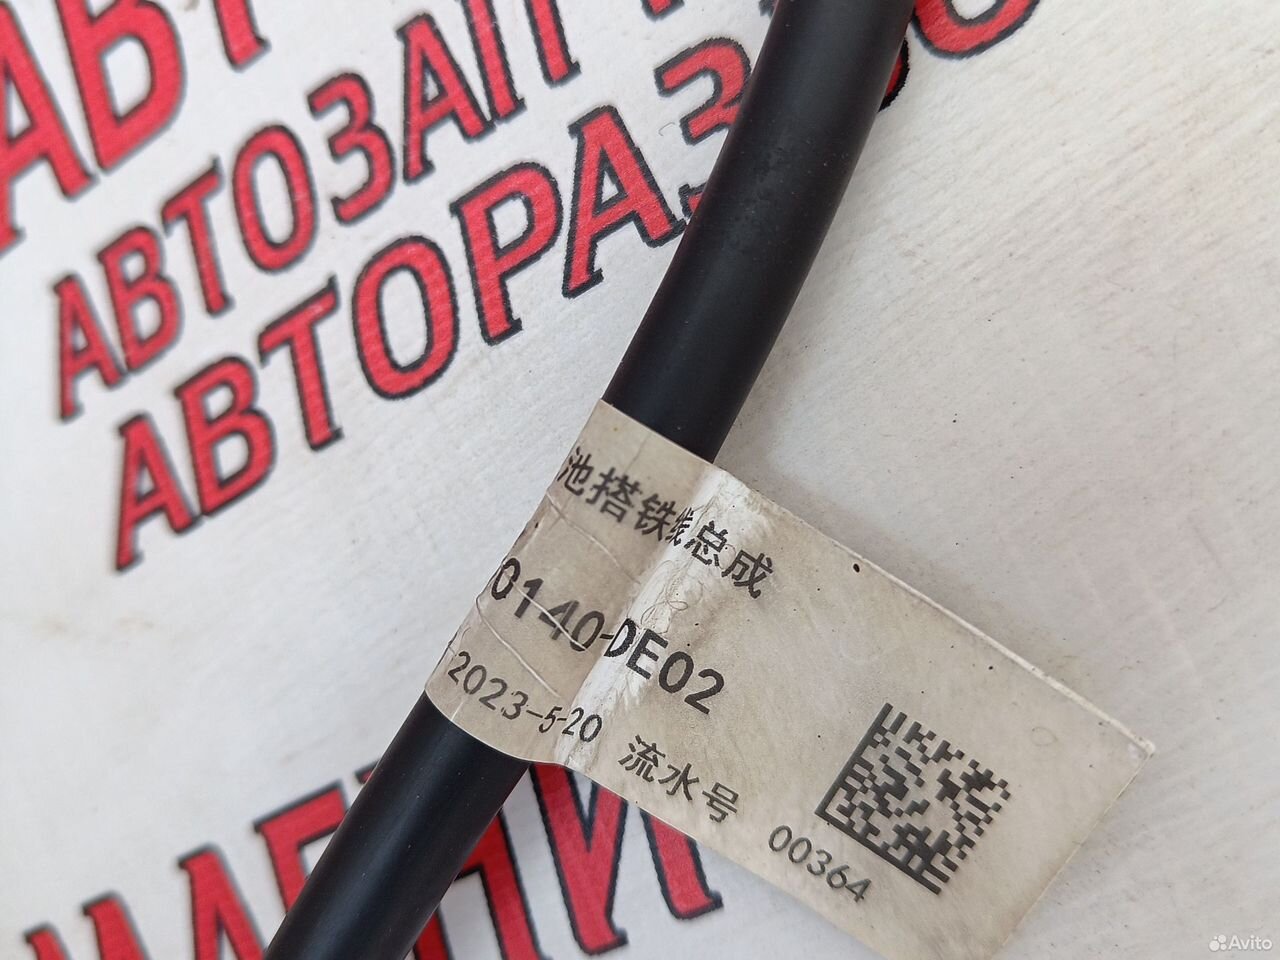 АВТ
АВТОЗАП
АВТОРАЗ
池搭铁线总成
0140-DE02
2023-5-20 流水号 00364
Avito